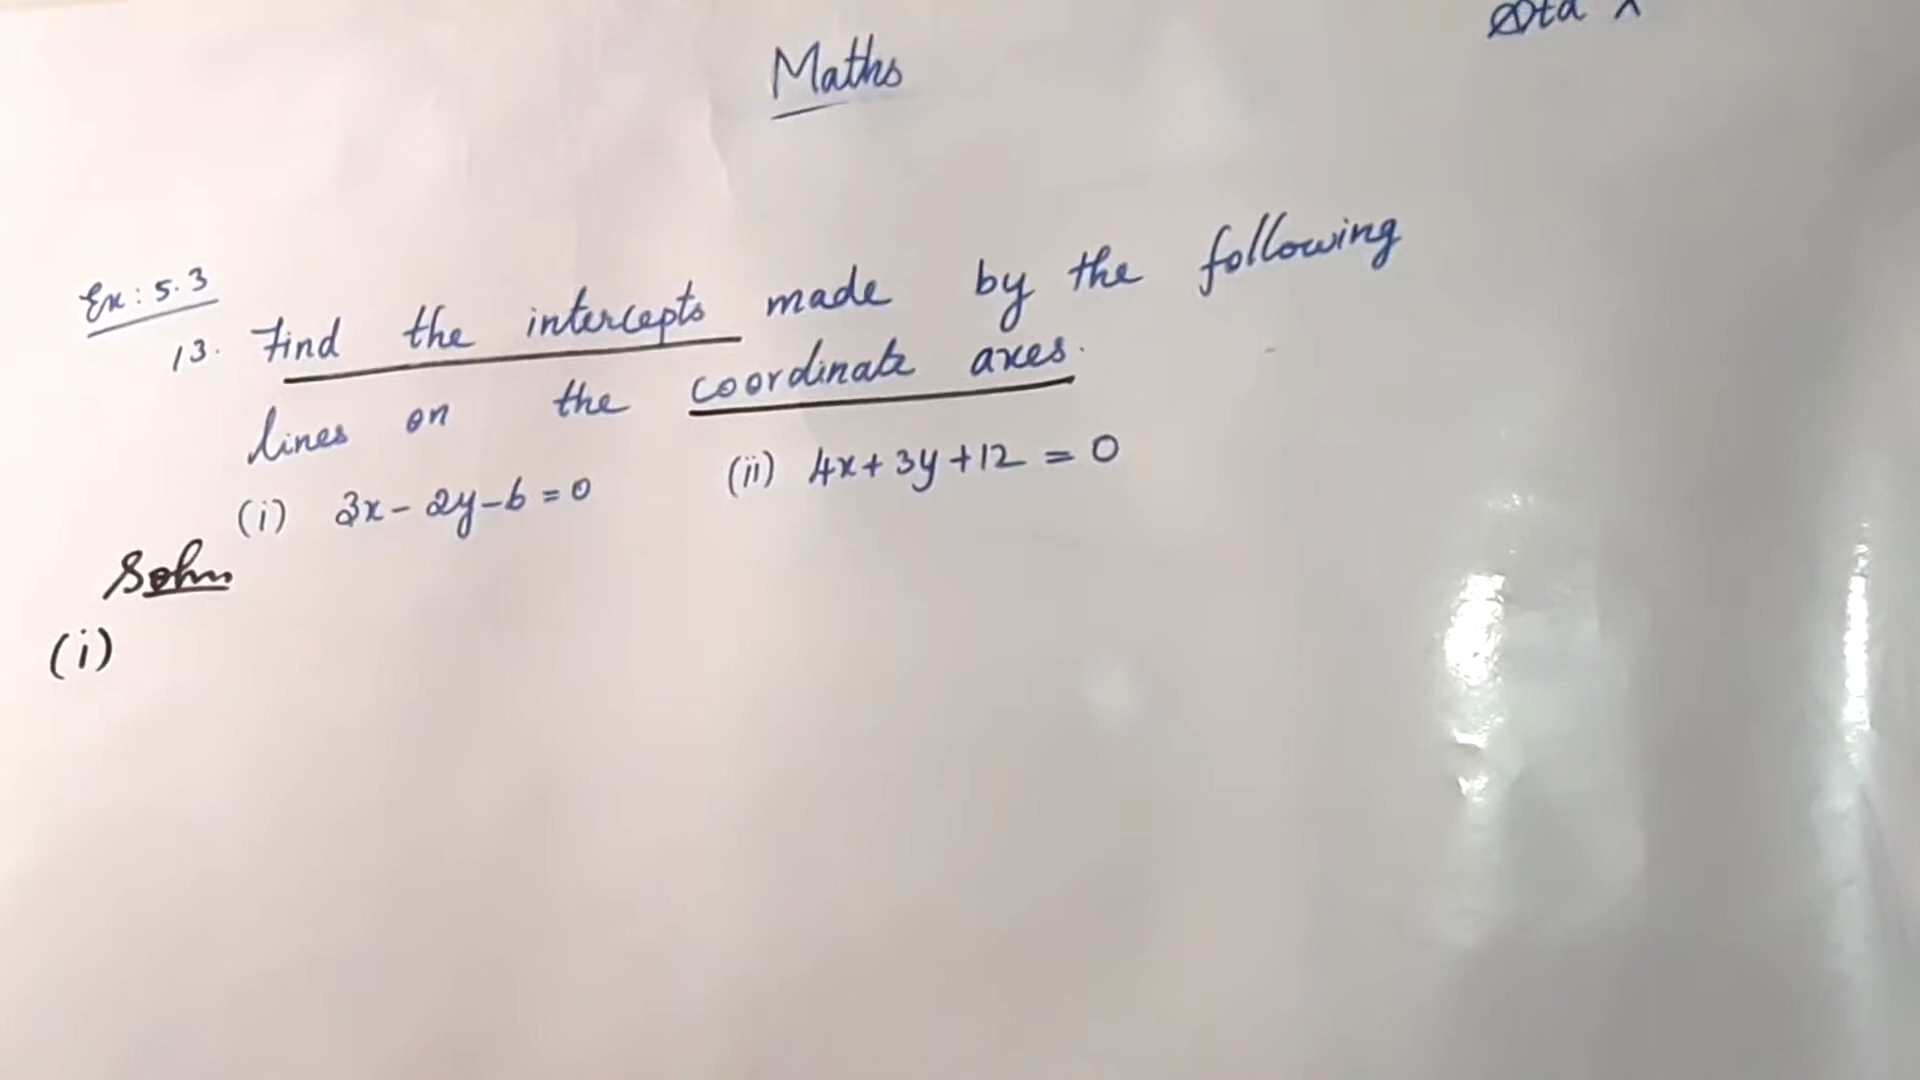 Std X
Maths
Ex: 5.3
13. Find the intercepts made by the following
lines on the coordinate axes.
(i) 3x - 2y - 6 = 0 (ii) 4x + 3y + 12 = 0
Soln
(i)